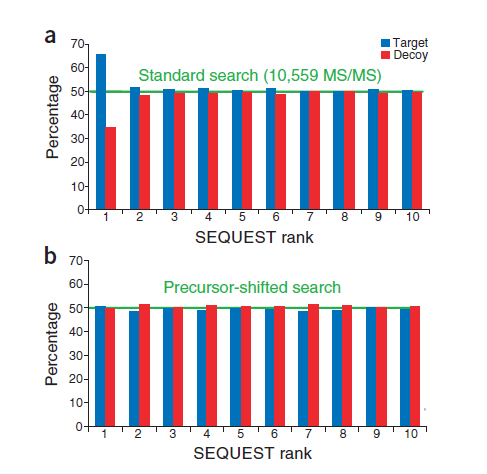 a
Target
Decoy
Standard search (10,559 MS/MS)
Percentage
70
60
50
40
30
20
10
0
1 2 3 4 5 6 7 8 9 10
SEQUEST rank
b
Precursor-shifted search
Percentage
70
60
50
40
30
20
10
0
1 2 3 4 5 6 7 8 9 10
SEQUEST rank